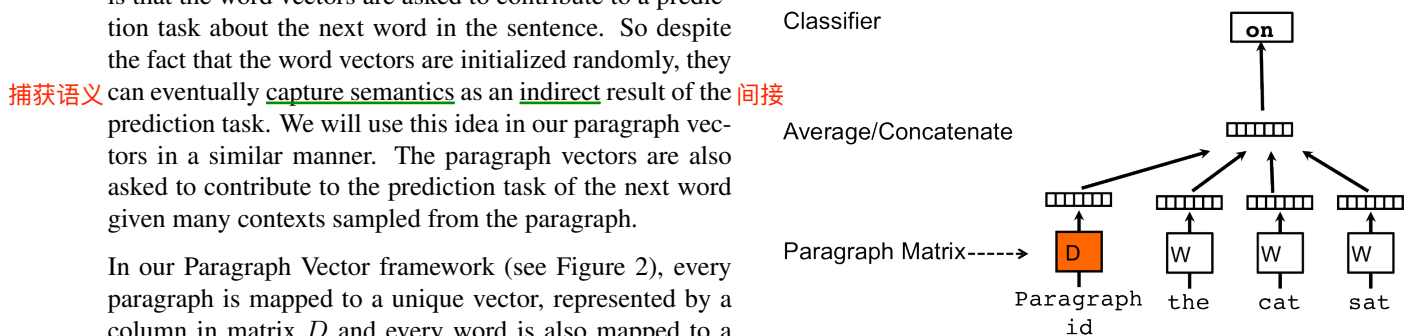 is that the word vectors are asked to contribute to a predic-
tion task about the next word in the sentence. So despite
the fact that the word vectors are initialized randomly, they
捕获语义 can eventually capture semantics as an indirect result of the 间接
prediction task. We will use this idea in our paragraph vec-
tors in a similar manner. The paragraph vectors are also
asked to contribute to the prediction task of the next word
given many contexts sampled from the paragraph.
In our Paragraph Vector framework (see Figure 2), every
paragraph is mapped to a unique vector, represented by a
column in matrix D and every word is also mapped to a
Classifier
on
Average/Concatenate
Paragraph Matrix
D W W W
Paragraph the cat sat
id